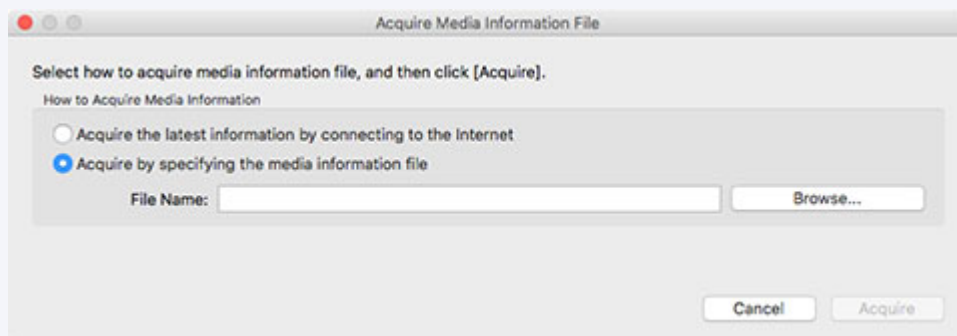 Acquire Media Information File
Select how to acquire media information file, and then click [Acquire].
How to Acquire Media Information
Acquire the latest information by connecting to the Internet
Acquire by specifying the media information file
File Name:
Browse...
Cancel
Acquire